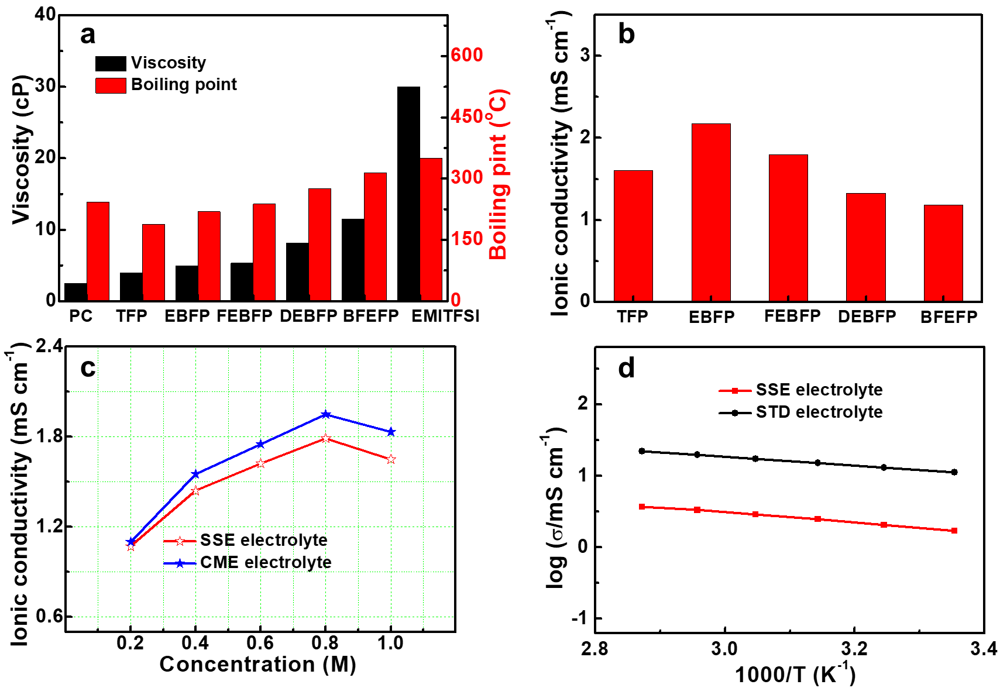 a
Viscosity
Boiling point
Viscosity (cP)
40
30
20
10
0
600
450
300
150
0
Boiling pint (°C)
PC TFP EBFP FEBFP DEBFP BFEFP EMITFSI
b
Ionic conductivity (mS cm⁻¹)
3
2
1
0
TFP EBFP FEBFP DEBFP BFEFP
c
Ionic conductivity (mS cm⁻¹)
2.4
1.8
1.2
0.6
SSE electrolyte
CME electrolyte
0.2 0.4 0.6 0.8 1.0
Concentration (M)
d
SSE electrolyte
STD electrolyte
log (σ/mS cm⁻¹)
2
1
0
-1
2.8 3.0 3.2 3.4
1000/T (K⁻¹)